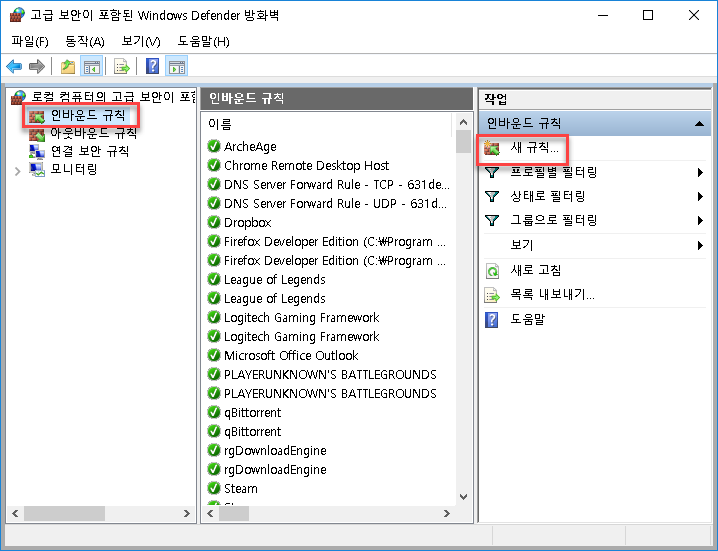 고급 보안이 포함된 Windows Defender 방화벽
파일(F) 동작(A) 보기(V) 도움말(H)
로컬 컴퓨터의 고급 보안이 포함
인바운드 규칙
아웃바운드 규칙
연결 보안 규칙
모니터링
인바운드 규칙
이름
ArcheAge
Chrome Remote Desktop Host
DNS Server Forward Rule - TCP - 631de...
DNS Server Forward Rule - UDP - 631d...
Dropbox
Firefox Developer Edition (C:₩Program ...
Firefox Developer Edition (C:₩Program ...
League of Legends
League of Legends
Logitech Gaming Framework
Logitech Gaming Framework
Microsoft Office Outlook
PLAYERUNKNOWN'S BATTLEGROUNDS
PLAYERUNKNOWN'S BATTLEGROUNDS
qBittorrent
qBittorrent
rgDownloadEngine
rgDownloadEngine
Steam
작업
인바운드 규칙
새 규칙...
프로필별 필터링
상태로 필터링
그룹으로 필터링
보기
새로 고침
목록 내보내기...
도움말